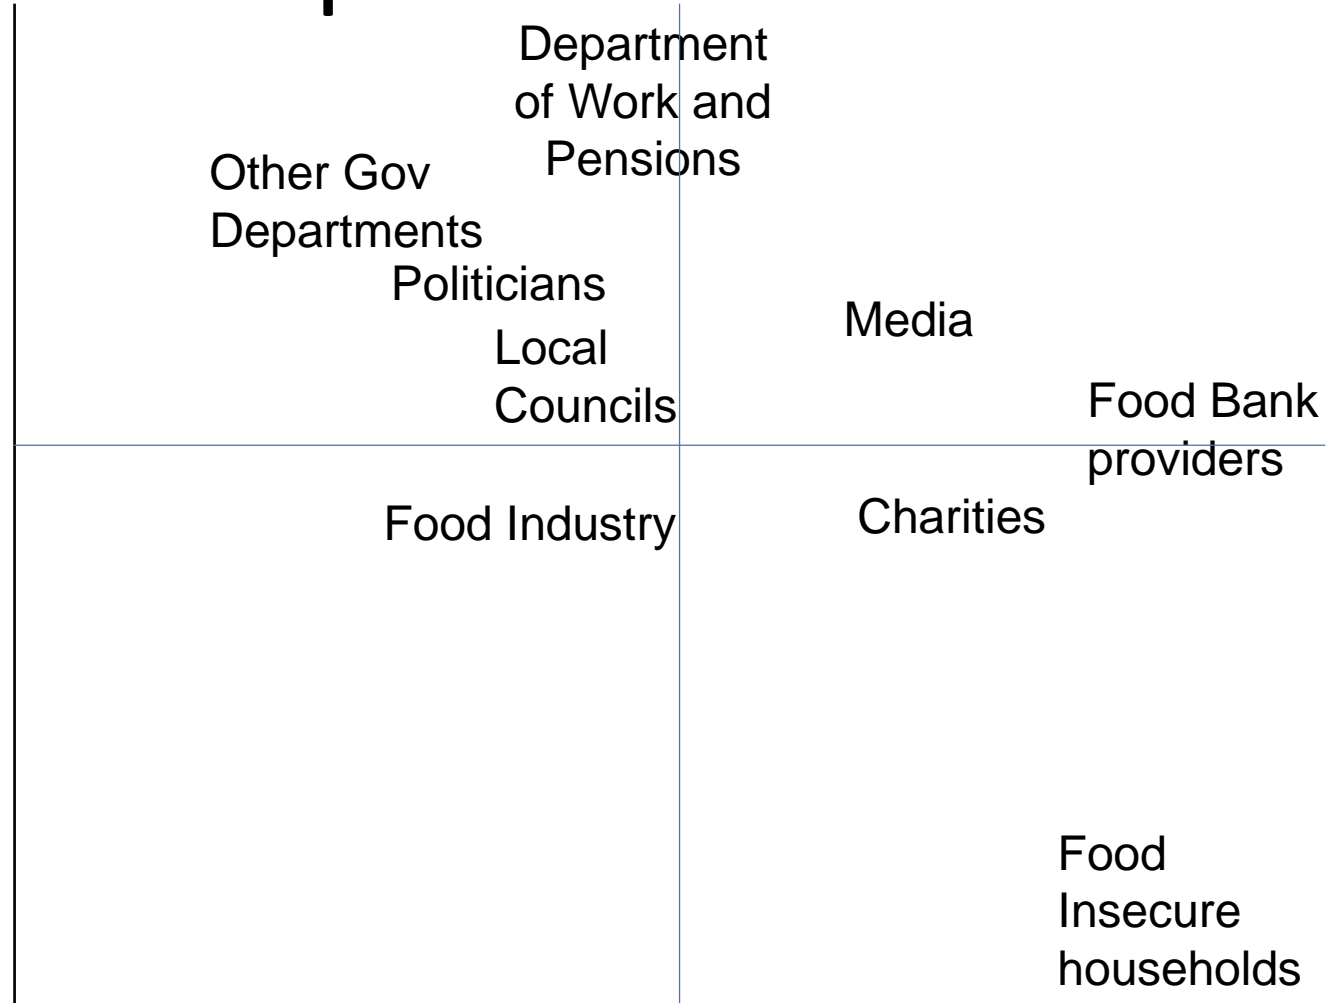 Department
of Work and
Pensions
Other Gov
Departments
Politicians
Media
Local
Councils
Food Bank
providers
Food Industry
Charities
Food
Insecure
households